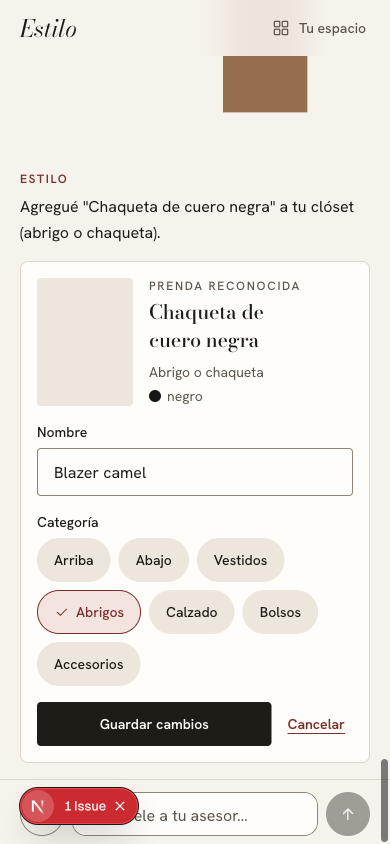 Estilo
Tu espacio
ESTILO
Agregué "Chaqueta de cuero negra" a tu clóset
(abrigo o chaqueta).
PRENDA RECONOCIDA
Chaqueta de
cuero negra
Abrigo o chaqueta
negro
Nombre
Blazer camel
Categoría
Arriba
Abajo
Vestidos
Abrigos
Calzado
Bolsos
Accesorios
Guardar cambios
Cancelar
N
1 Issue
ele a tu asesor...